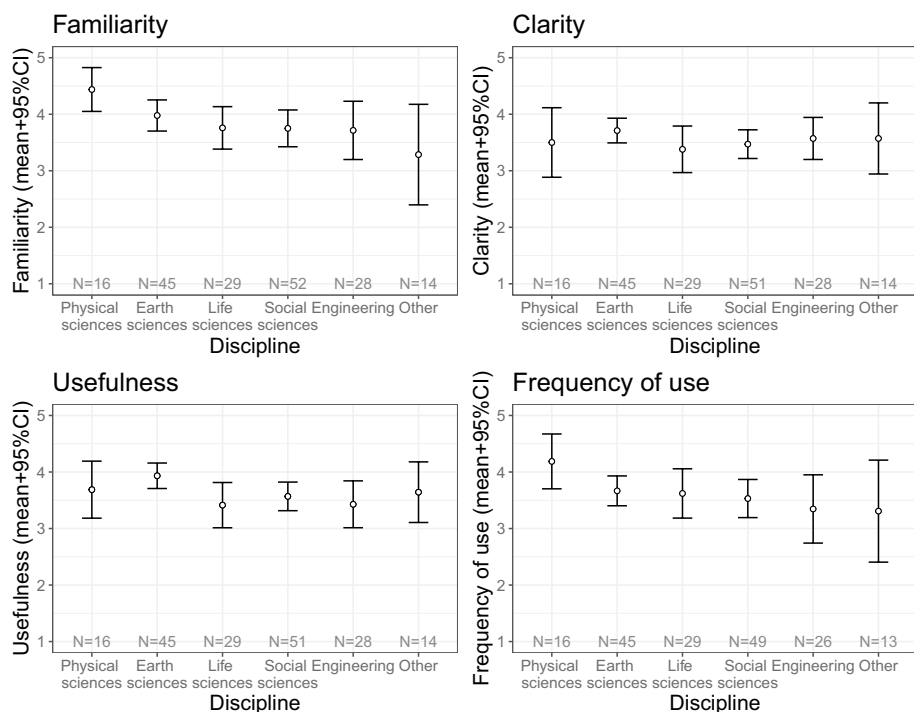 Familiarity
Familiarity (mean+95%CI)
5
4
3
2
1
N=16 N=45 N=29 N=52 N=28 N=14
Physical Earth Life Social Engineering Other
sciences sciences sciences sciences
Discipline
Clarity
Clarity (mean+95%CI)
5
4
3
2
1
N=16 N=45 N=29 N=51 N=28 N=14
Physical Earth Life Social Engineering Other
sciences sciences sciences sciences
Discipline
Usefulness
Usefulness (mean+95%CI)
5
4
3
2
1
N=16 N=45 N=29 N=51 N=28 N=14
Physical Earth Life Social Engineering Other
sciences sciences sciences sciences
Discipline
Frequency of use
Frequency of use (mean+95%CI)
5
4
3
2
1
N=16 N=45 N=29 N=49 N=26 N=13
Physical Earth Life Social Engineering Other
sciences sciences sciences sciences
Discipline